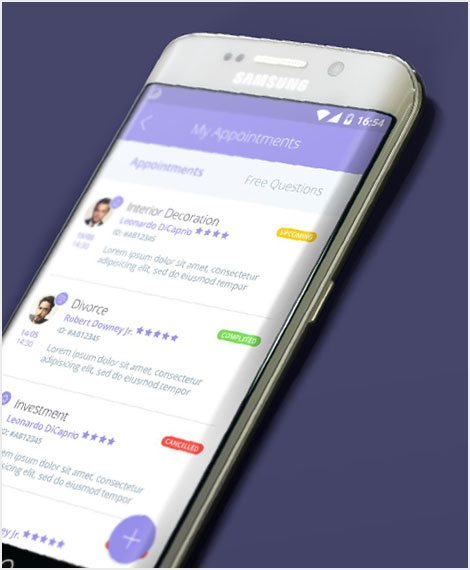 SAMSUNG
16:54
My Appointments
Appointments
Free Questions
Interior Decoration
Leonardo DiCaprio ★★★★
UPCOMING
ID: #AB12345
14:30
Lorem ipsum dolor sit amet, consectetur
adipisicing elit, sed do eiusmod tempor
Divorce
Robert Downey Jr. ★★★★★
COMPLETED
ID: #AB12345
14/05
14:30
Lorem ipsum dolor sit amet, consectetur
adipisicing elit, sed do eiusmod tempor
Investment
Leonardo DiCaprio ★★★★
CANCELLED
ID: #AB12345
Lorem ipsum dolor sit amet, consectetur
adipisicing elit, sed do eiusmod tempor
ney Jr. ★★★★★
+